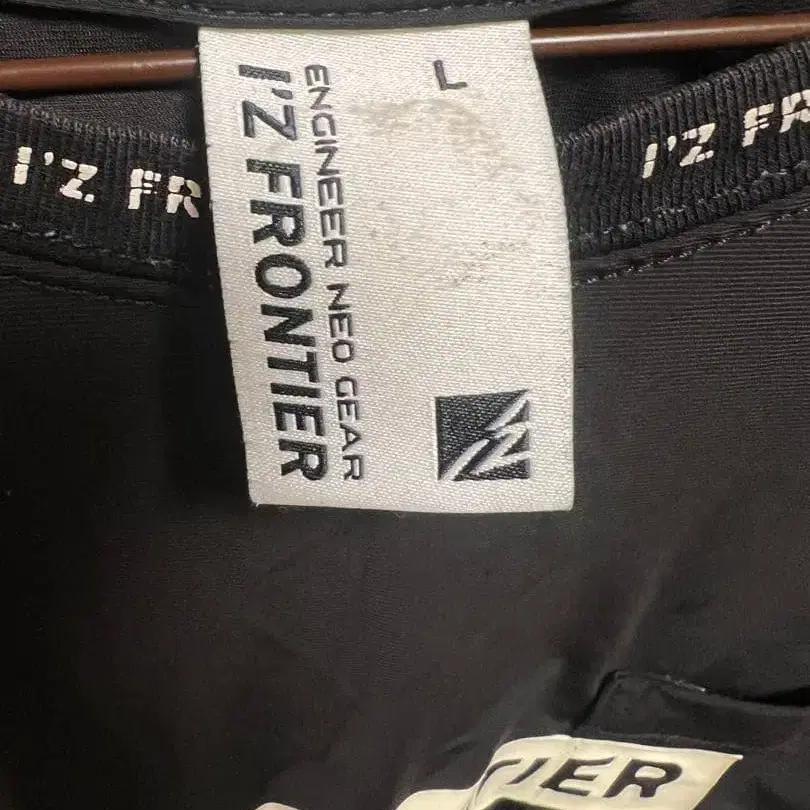 I'Z FR
I'Z FR
L
ENGINEER NEO GEAR
I'Z FRONTIER
TIER